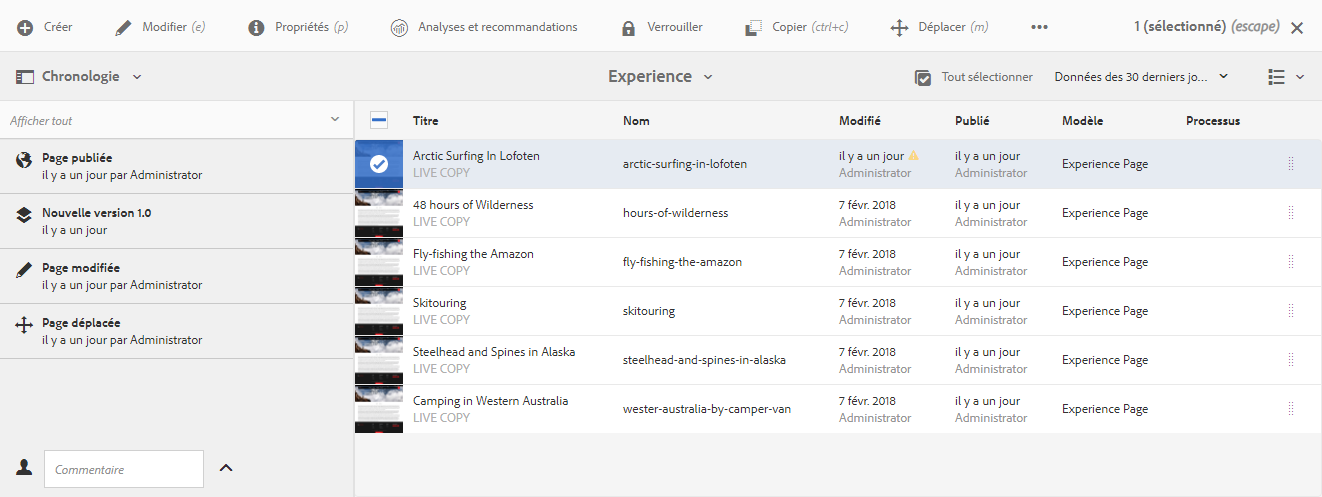 Créer Modifier (e) Propriétés (p) Analyses et recommandations Verrouiller Copier (ctrl+c) Déplacer (m) ••• 1 (sélectionné) (escape)
Chronologie Experience Tout sélectionner Données des 30 derniers jo...
Afficher tout
Page publiée
il y a un jour par Administrator
Nouvelle version 1.0
il y a un jour
Page modifiée
il y a un jour par Administrator
Page déplacée
il y a un jour par Administrator
Commentaire
Titre Nom Modifié Publié Modèle Processus
Arctic Surfing In Lofoten arctic-surfing-in-lofoten il y a un jour il y a un jour Experience Page
LIVE COPY Administrator Administrator
48 hours of Wilderness hours-of-wilderness 7 févr. 2018 il y a un jour Experience Page
LIVE COPY Administrator Administrator
Fly-fishing the Amazon fly-fishing-the-amazon 7 févr. 2018 il y a un jour Experience Page
LIVE COPY Administrator Administrator
Skitouring skitouring 7 févr. 2018 il y a un jour Experience Page
LIVE COPY Administrator Administrator
Steelhead and Spines in Alaska steelhead-and-spines-in-alaska 7 févr. 2018 il y a un jour Experience Page
LIVE COPY Administrator Administrator
Camping in Western Australia wester-australia-by-camper-van 7 févr. 2018 il y a un jour Experience Page
LIVE COPY Administrator Administrator